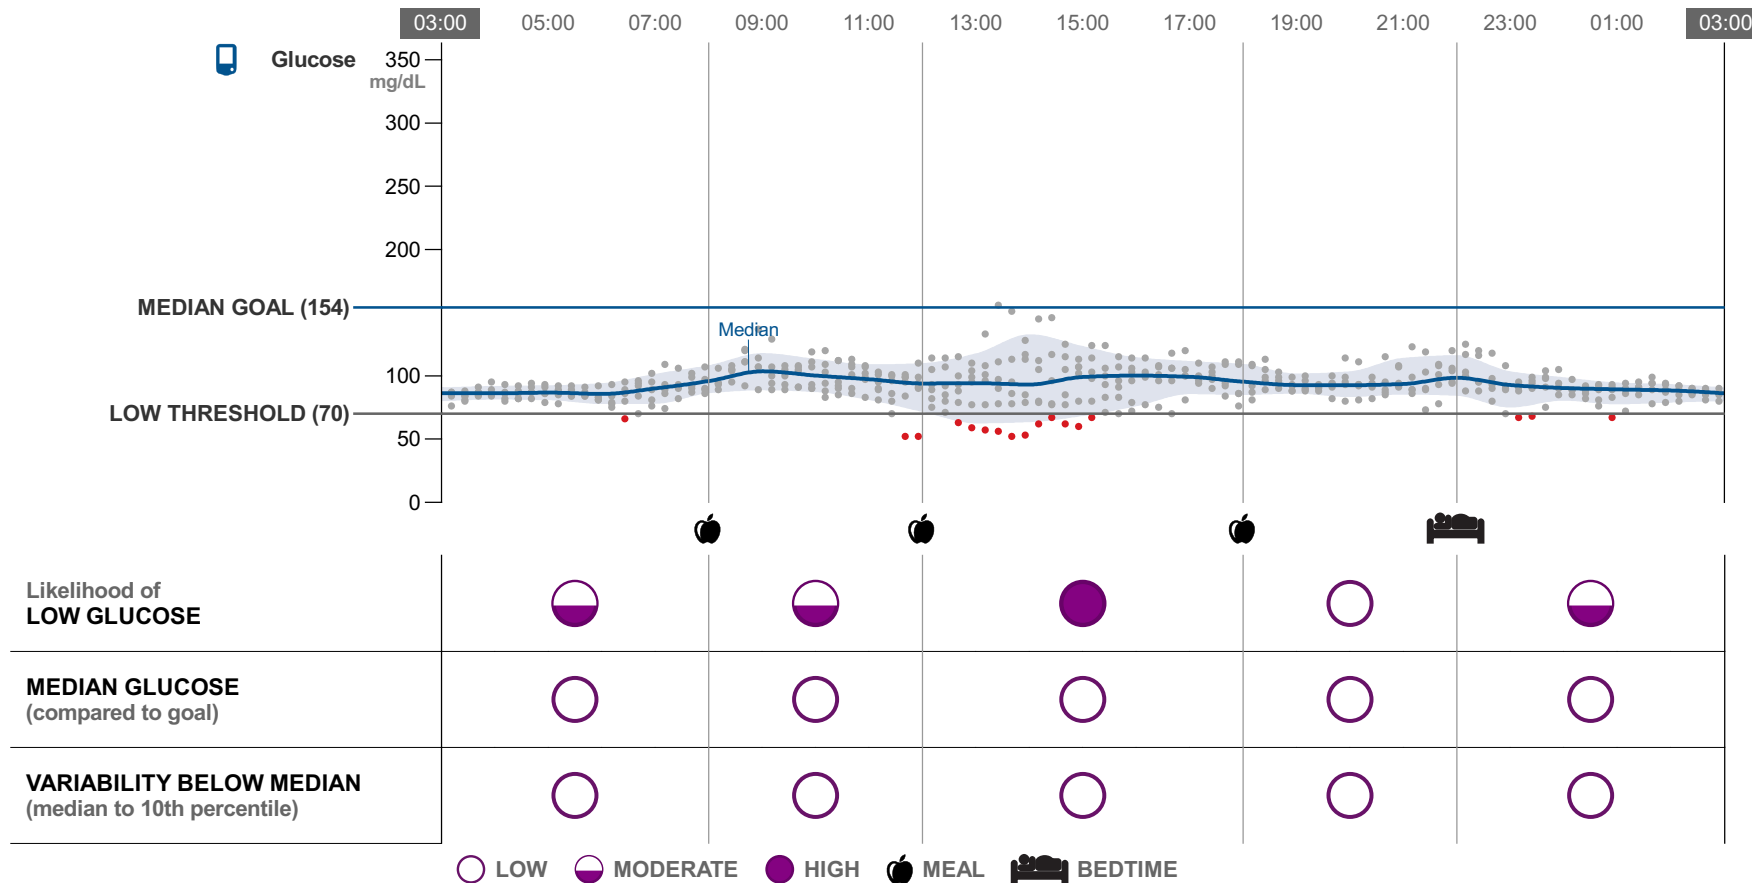 03:00 05:00 07:00 09:00 11:00 13:00 15:00 17:00 19:00 21:00 23:00 01:00 03:00
Glucose
350
mg/dL
300
250
200
MEDIAN GOAL (154)
Median
100
LOW THRESHOLD (70)
50
0
Likelihood of
LOW GLUCOSE
MEDIAN GLUCOSE
(compared to goal)
VARIABILITY BELOW MEDIAN
(median to 10th percentile)
LOW MODERATE HIGH MEAL BEDTIME